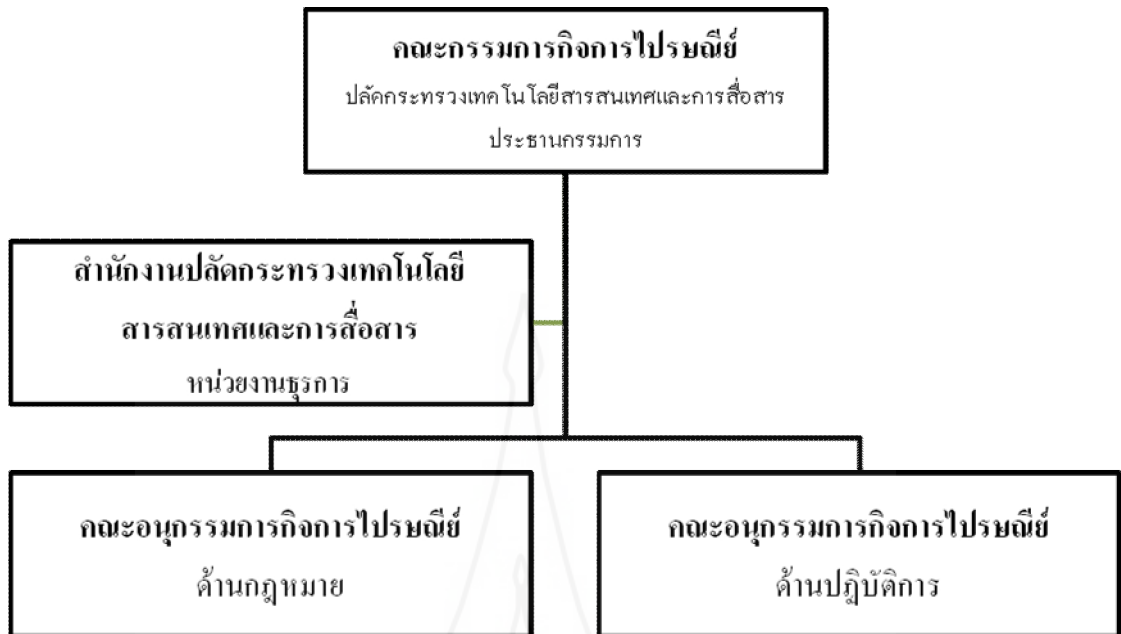 คณะกรรมการกิจการไปรษณีย์
ปลัดกระทรวงเทคโนโลยีสารสนเทศและการสื่อสาร
ประธานกรรมการ
สำนักงานปลัดกระทรวงเทคโนโลยี
สารสนเทศและการสื่อสาร
หน่วยงานธุรการ
คณะอนุกรรมการกิจการไปรษณีย์
ด้านกฎหมาย
คณะอนุกรรมการกิจการไปรษณีย์
ด้านปฏิบัติการ